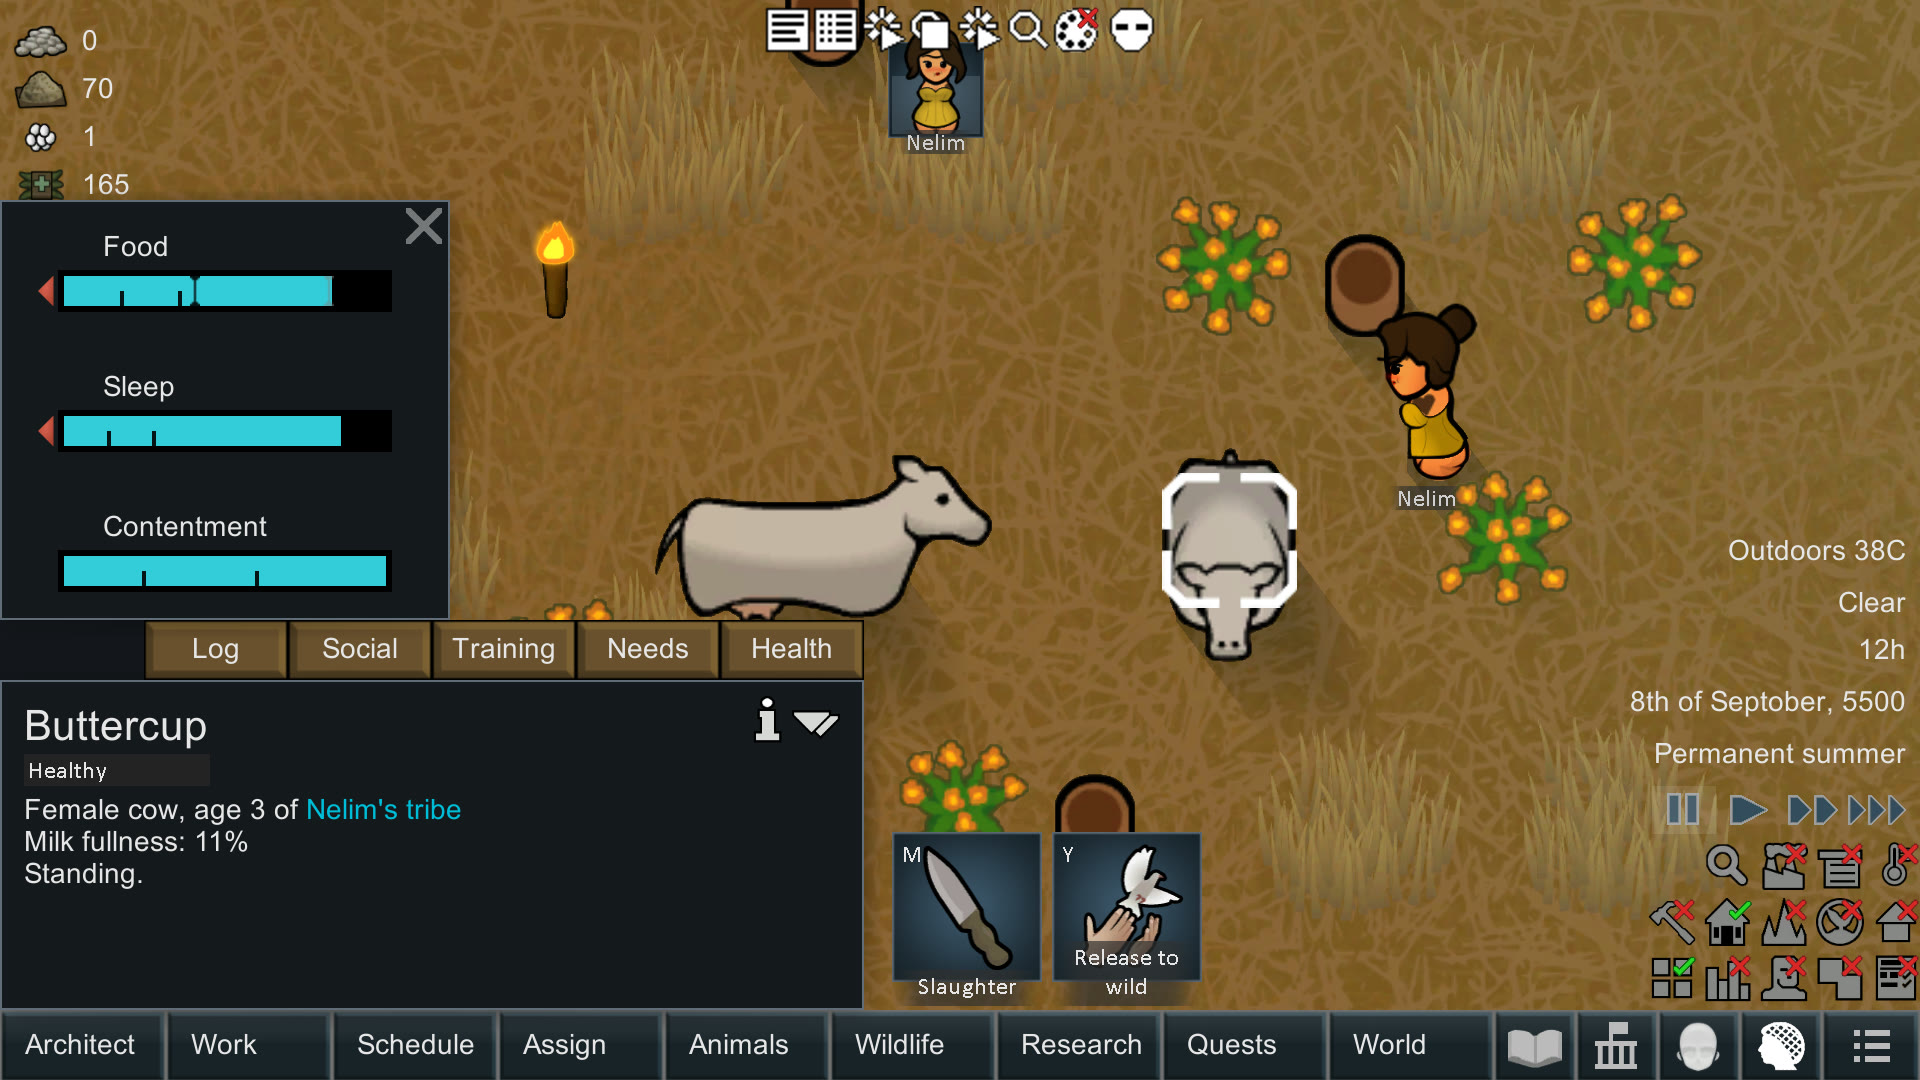 0
70
1
165
Nelim
Food
Sleep
Contentment
Nelim
Outdoors 38C
Clear
12h
8th of Septober, 5500
Permanent summer
Log
Social
Training
Needs
Health
Buttercup
Healthy
Female cow, age 3 of Nelim's tribe
Milk fullness: 11%
Standing.
M
Slaughter
Y
Release to
wild
Architect
Work
Schedule
Assign
Animals
Wildlife
Research
Quests
World